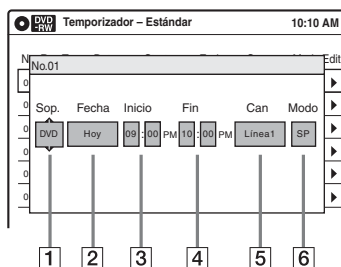 DVD -RW Temporizador – Estándar 10:10 AM
Edit
No.01
Sop. Fecha Inicio Fin Can Modo
DVD Hoy 09 : 00 PM 10 : 00 PM Línea1 SP
1 2 3 4 5 6